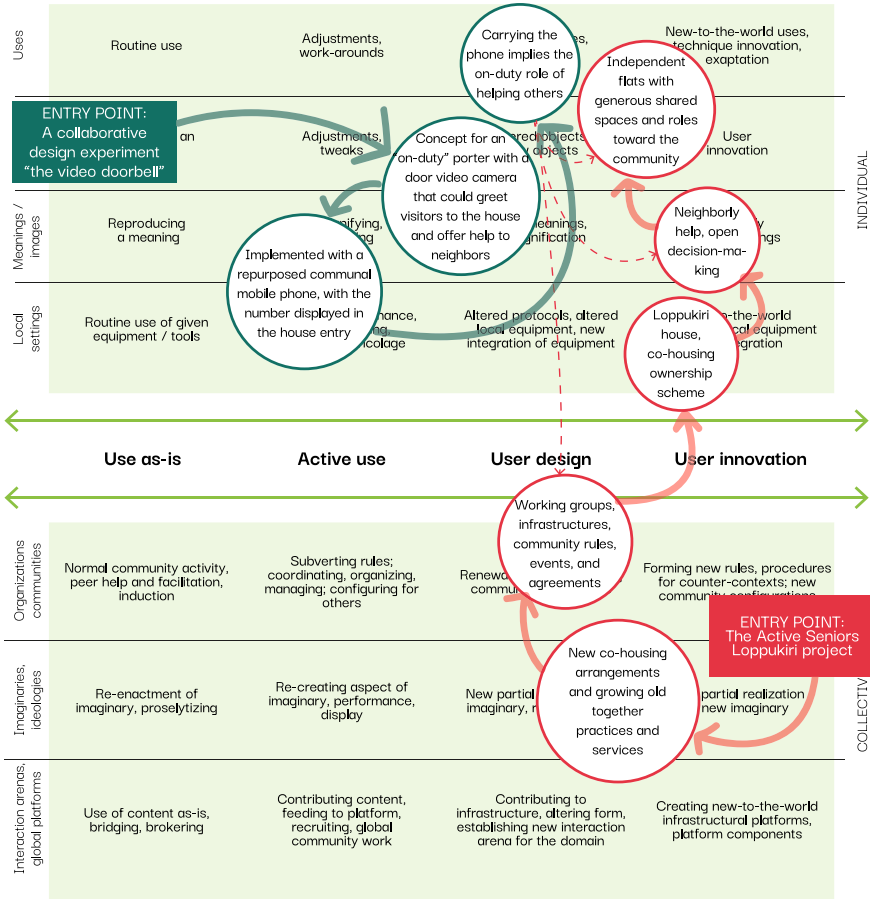 Uses
Routine use
Adjustments,
work-arounds
Carrying the
phone implies the
on-duty role of
helping others
New-to-the-world uses,
technique innovation,
exaptation
Independent
flats with
generous shared
spaces and roles
toward the
community
ENTRY POINT:
A collaborative
design experiment
“the video doorbell”
an
Adjustments,
tweaks
Concept for an
“on-duty” porter with a
door video camera
that could greet
visitors to the house
and offer help to
neighbors
objects
objects
User
innovation
INDIVIDUAL
Meanings /
images
Reproducing
a meaning
Implemented with a
repurposed communal
mobile phone, with the
number displayed in
the house entry
Neighborly
help, open
decision-ma-
king
Local
settings
Routine use of given
equipment / tools
Altered protocols, altered
local equipment, new
integration of equipment
Loppukiri
house,
co-housing
ownership
scheme
Use as-is
Active use
User design
User innovation
Organizations
communities
Normal community activity,
peer help and facilitation,
induction
Subverting rules;
coordinating, organizing,
managing; configuring for
others
Working groups,
infrastructures,
community rules,
events, and
agreements
Forming new rules, procedures
for counter-contexts; new
community configurations
ENTRY POINT:
The Active Seniors
Loppukiri project
COLLECTIV
Imaginaries,
ideologies
Re-enactment of
imaginary, proselytizing
Re-creating aspect of
imaginary, performance,
display
New partial
imaginary,
New co-housing
arrangements
and growing old
together
practices and
services
partial realization
new imaginary
Interaction arenas,
global platforms
Use of content as-is,
bridging, brokering
Contributing content,
feeding to platform,
recruiting, global
community work
Contributing to
infrastructure, altering form,
establishing new interaction
arena for the domain
Creating new-to-the-world
infrastructural platforms,
platform components